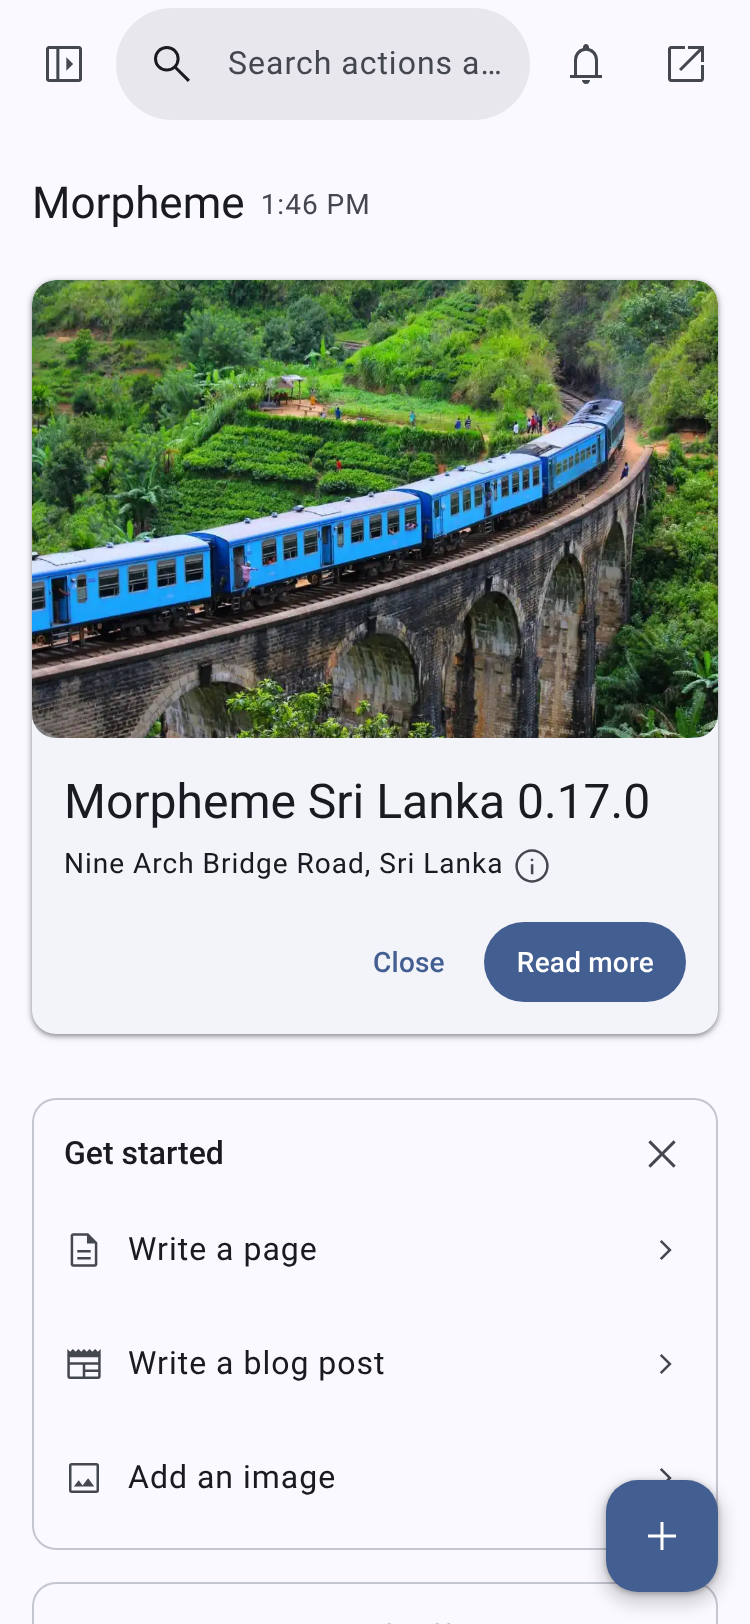 Search actions a...
Morpheme 1:46 PM
Morpheme Sri Lanka 0.17.0
Nine Arch Bridge Road, Sri Lanka
Close Read more
Get started
Write a page
Write a blog post
Add an image